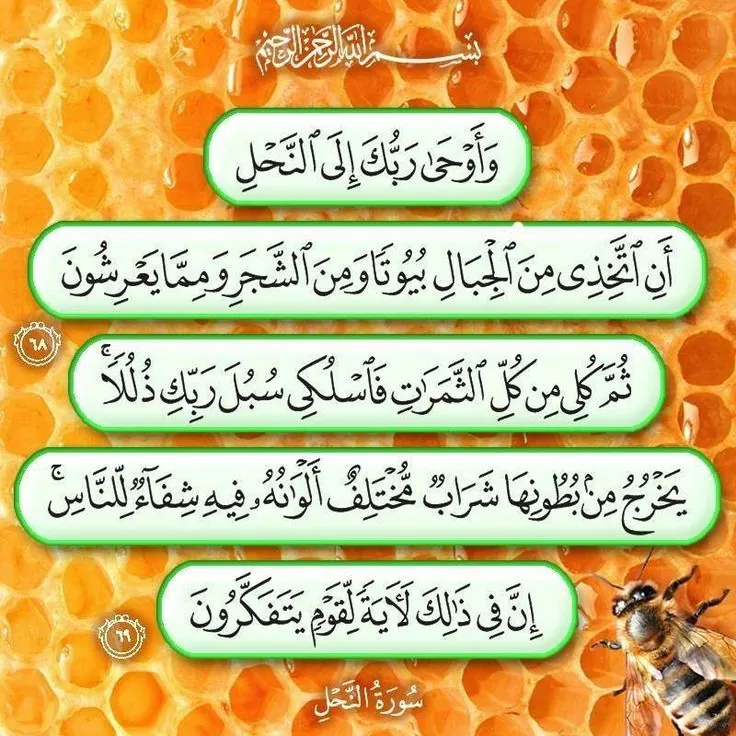 بسم الله الرحمن الرحيم
وَأَوْحَىٰ رَبُّكَ إِلَى ٱلنَّحْلِ
أَنِ ٱتَّخِذِى مِنَ ٱلْجِبَالِ بُيُوتًا وَمِنَ ٱلشَّجَرِ وَمِمَّا يَعْرِشُونَ
٦٨
ثُمَّ كُلِى مِن كُلِّ ٱلثَّمَرَٰتِ فَٱسْلُكِى سُبُلَ رَبِّكِ ذُلُلًا ۚ
يَخْرُجُ مِنۢ بُطُونِهَا شَرَابٌ مُّخْتَلِفٌ أَلْوَٰنُهُۥ فِيهِ شِفَآءٌ لِّلنَّاسِ ۚ
إِنَّ فِى ذَٰلِكَ لَءَايَةً لِّقَوْمٍ يَتَفَكَّرُونَ
٦٩
سُورَةُ النَّحْلِ